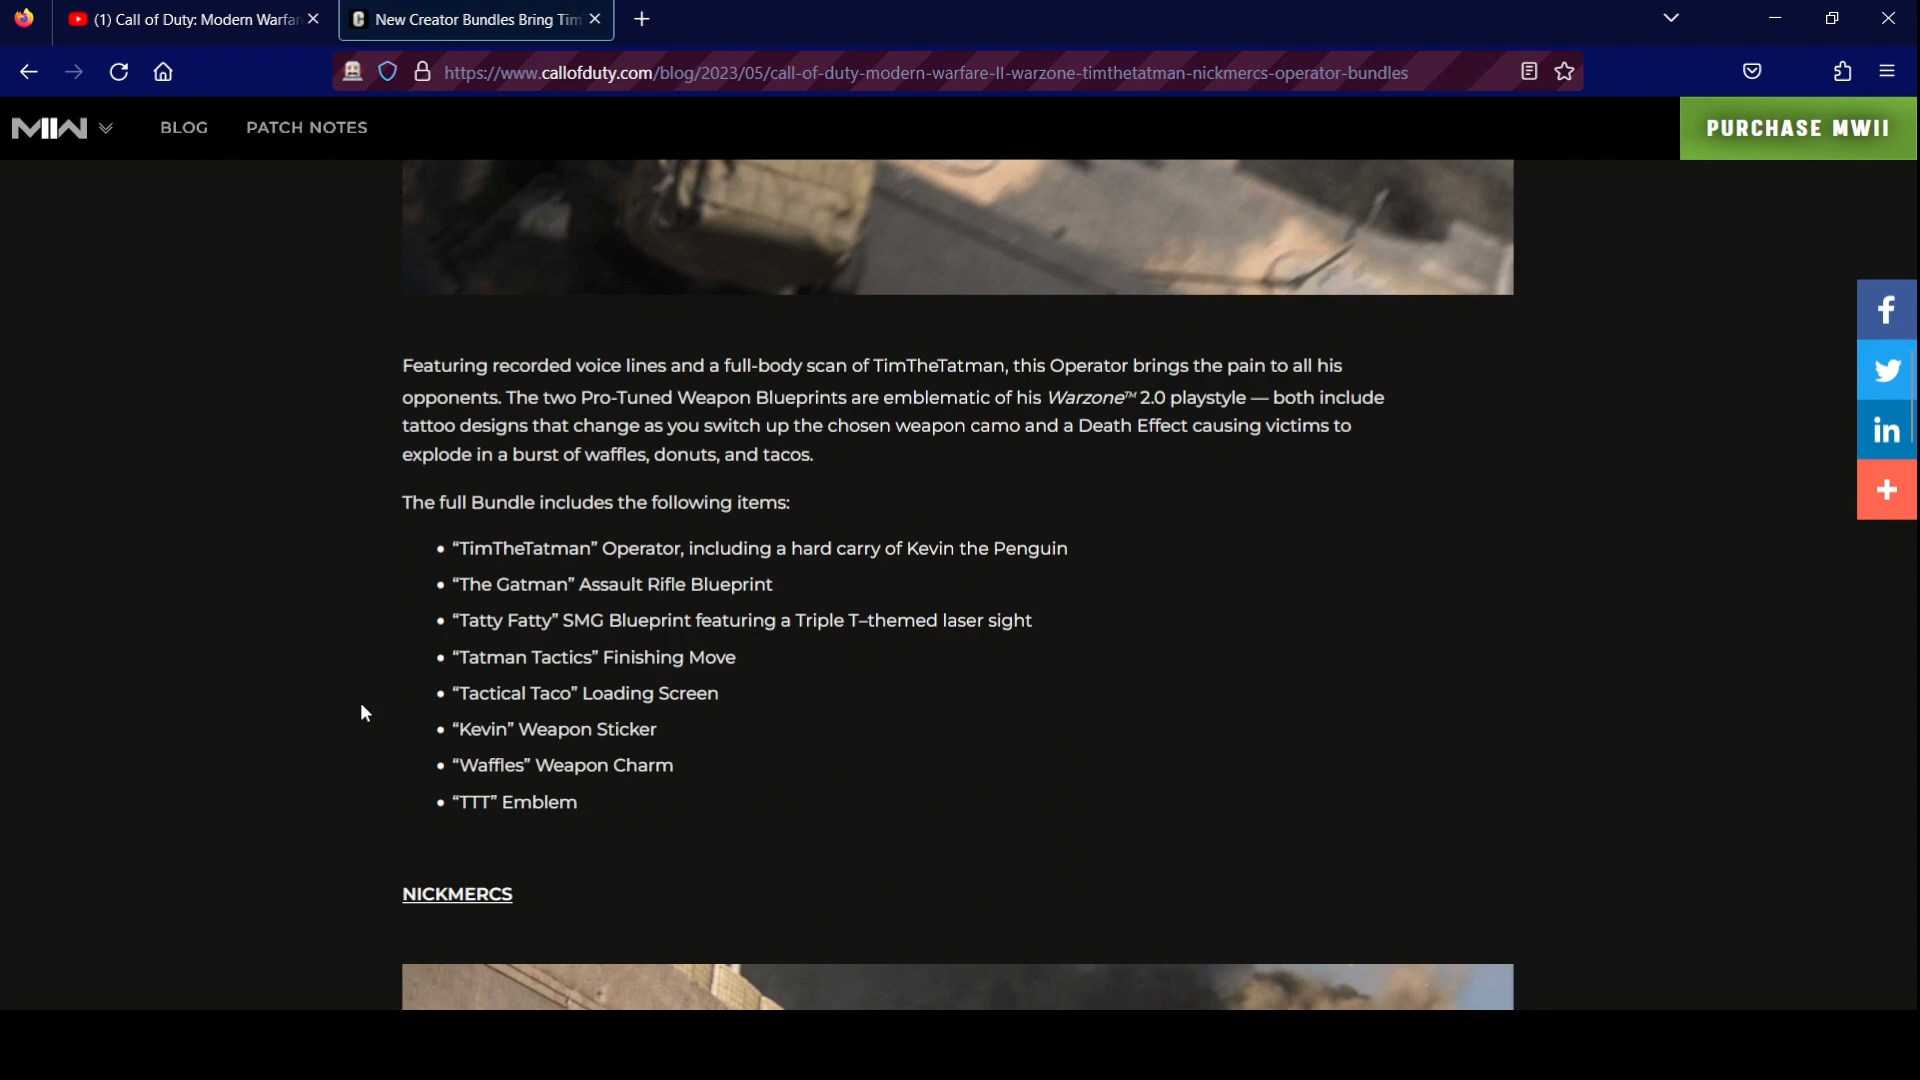 (1) Call of Duty: Modern Warfa
New Creator Bundles Bring Tim
https://www.callofduty.com/blog/2023/05/call-of-duty-modern-warfare-II-warzone-timthetatman-nickmercs-operator-bundles
MIIW
BLOG
PATCH NOTES
PURCHASE MWII
Featuring recorded voice lines and a full-body scan of TimTheTatman, this Operator brings the pain to all his
opponents. The two Pro-Tuned Weapon Blueprints are emblematic of his Warzone™ 2.0 playstyle — both include
tattoo designs that change as you switch up the chosen weapon camo and a Death Effect causing victims to
explode in a burst of waffles, donuts, and tacos.
The full Bundle includes the following items:
• “TimTheTatman” Operator, including a hard carry of Kevin the Penguin
• “The Gatman” Assault Rifle Blueprint
• “Tatty Fatty” SMG Blueprint featuring a Triple T–themed laser sight
• “Tatman Tactics” Finishing Move
• “Tactical Taco” Loading Screen
• “Kevin” Weapon Sticker
• “Waffles” Weapon Charm
• “TTT” Emblem
NICKMERCS
f
in
+